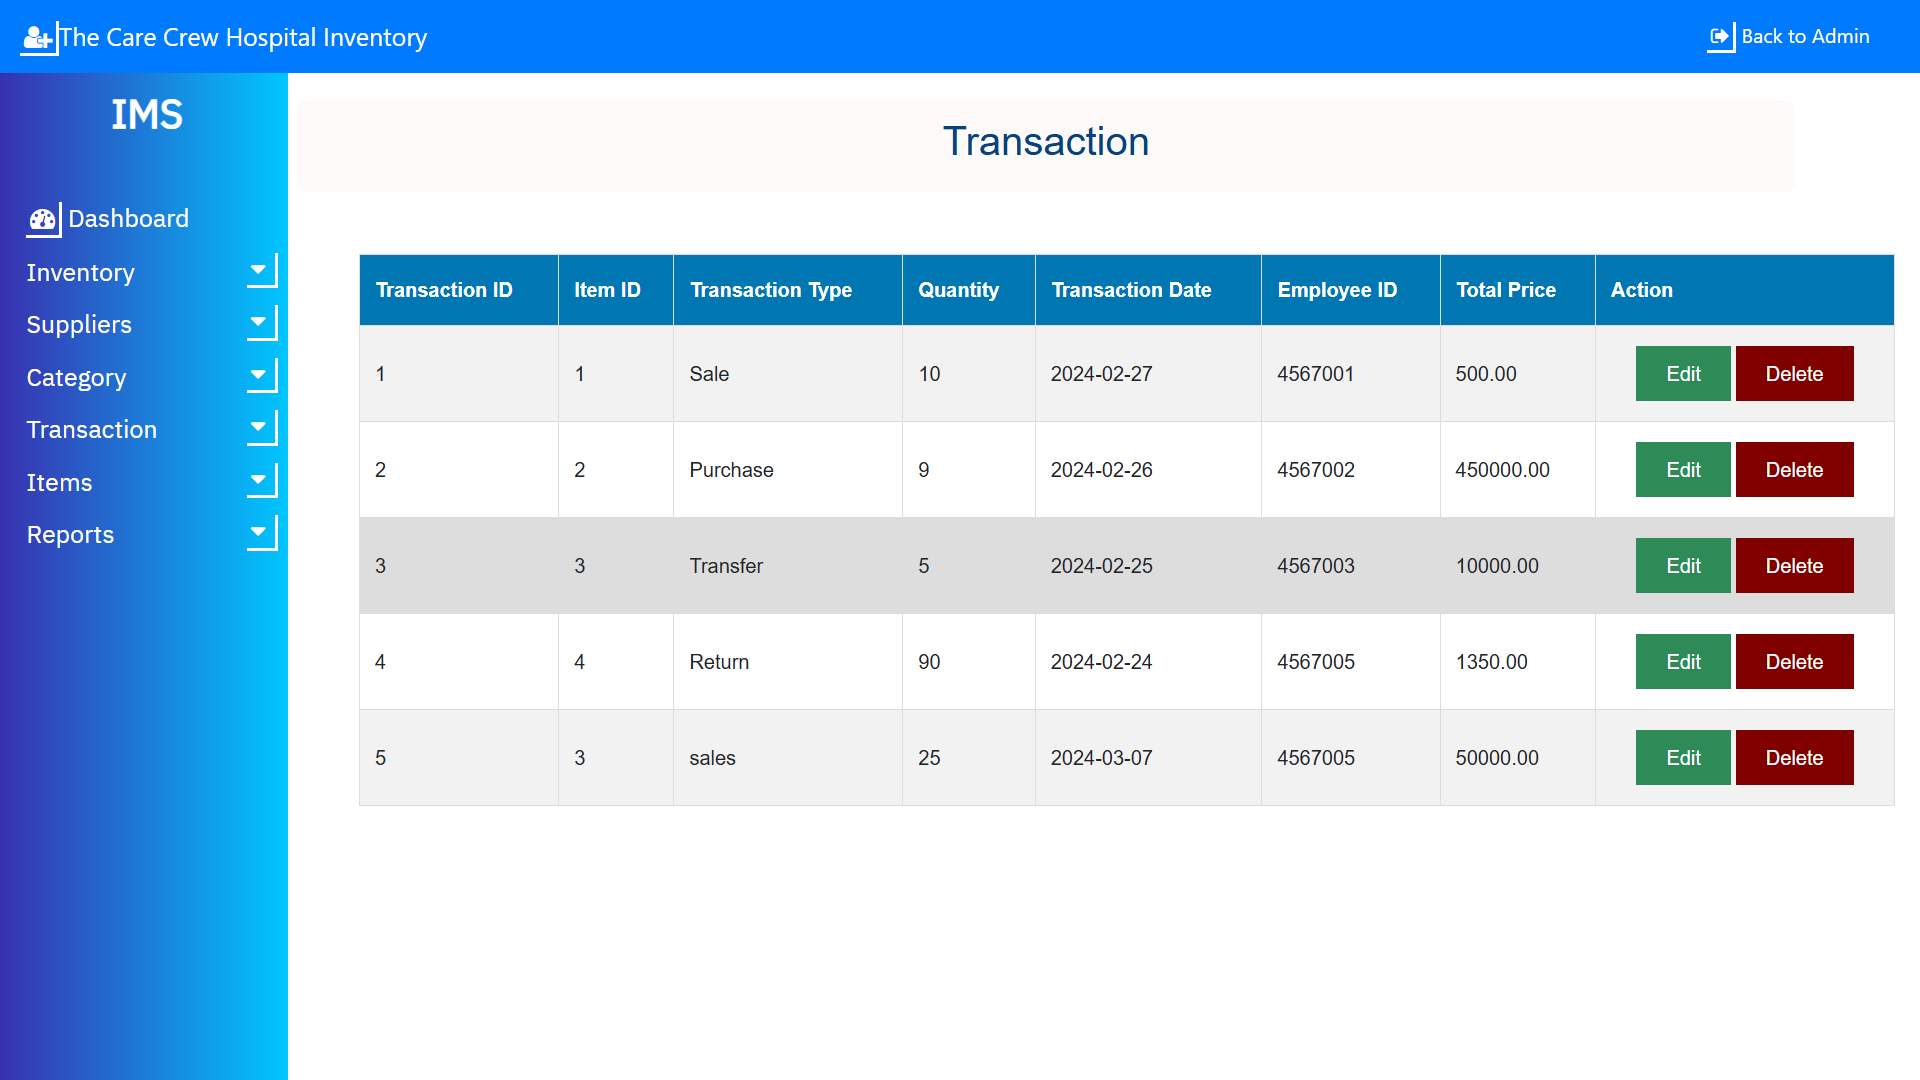 The Care Crew Hospital Inventory
Back to Admin
IMS
Dashboard
Inventory
Suppliers
Category
Transaction
Items
Reports
Transaction
Transaction ID Item ID Transaction Type Quantity Transaction Date Employee ID Total Price Action
1 1 Sale 10 2024-02-27 4567001 500.00 Edit Delete
2 2 Purchase 9 2024-02-26 4567002 450000.00 Edit Delete
3 3 Transfer 5 2024-02-25 4567003 10000.00 Edit Delete
4 4 Return 90 2024-02-24 4567005 1350.00 Edit Delete
5 3 sales 25 2024-03-07 4567005 50000.00 Edit Delete